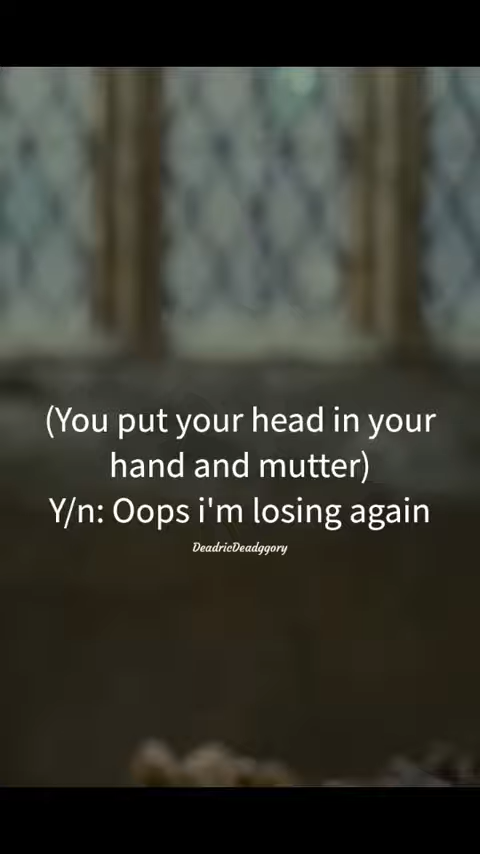 (You put your head in your
hand and mutter)
Y/n: Oops i'm losing again
DeadricDeadggory